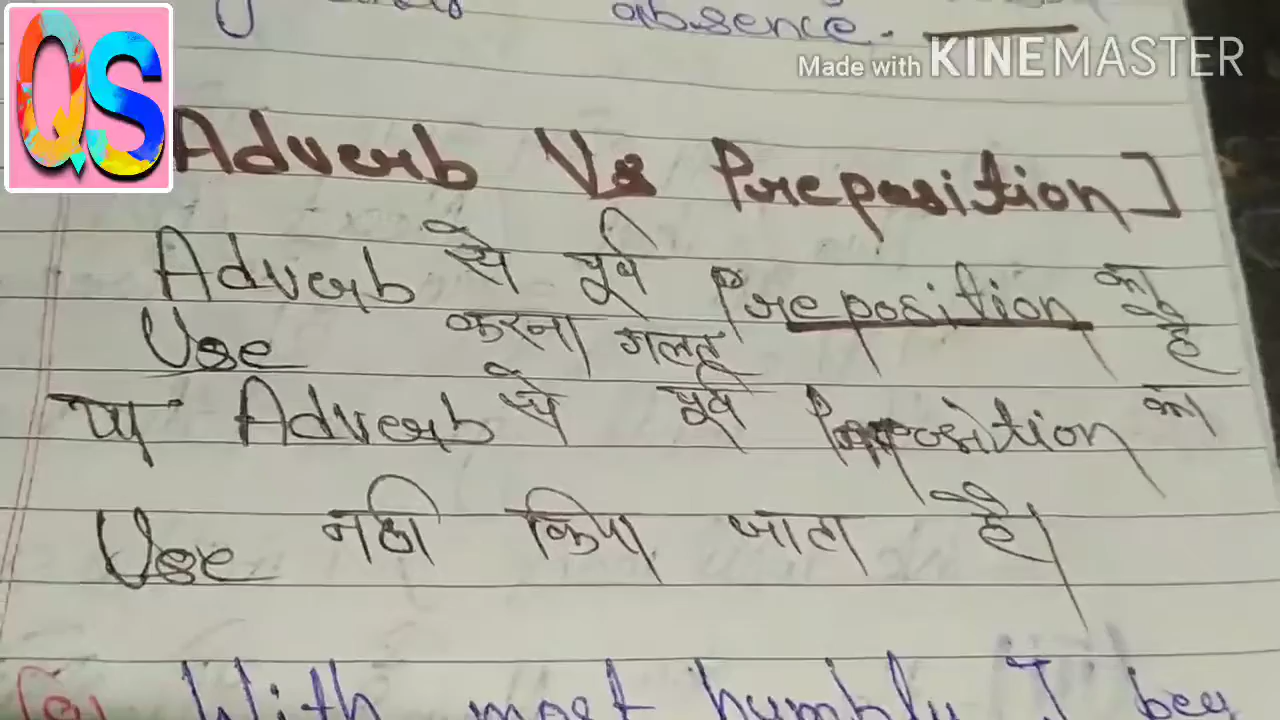 absence.
Made with KINEMASTER
QS
Adverb Vs Preposition]
Adverb से पूर्व Preposition का
Use करना गलत है
या Adverb से पूर्व Preposition का
Use नही किया जाता है।
With most humbly I beg